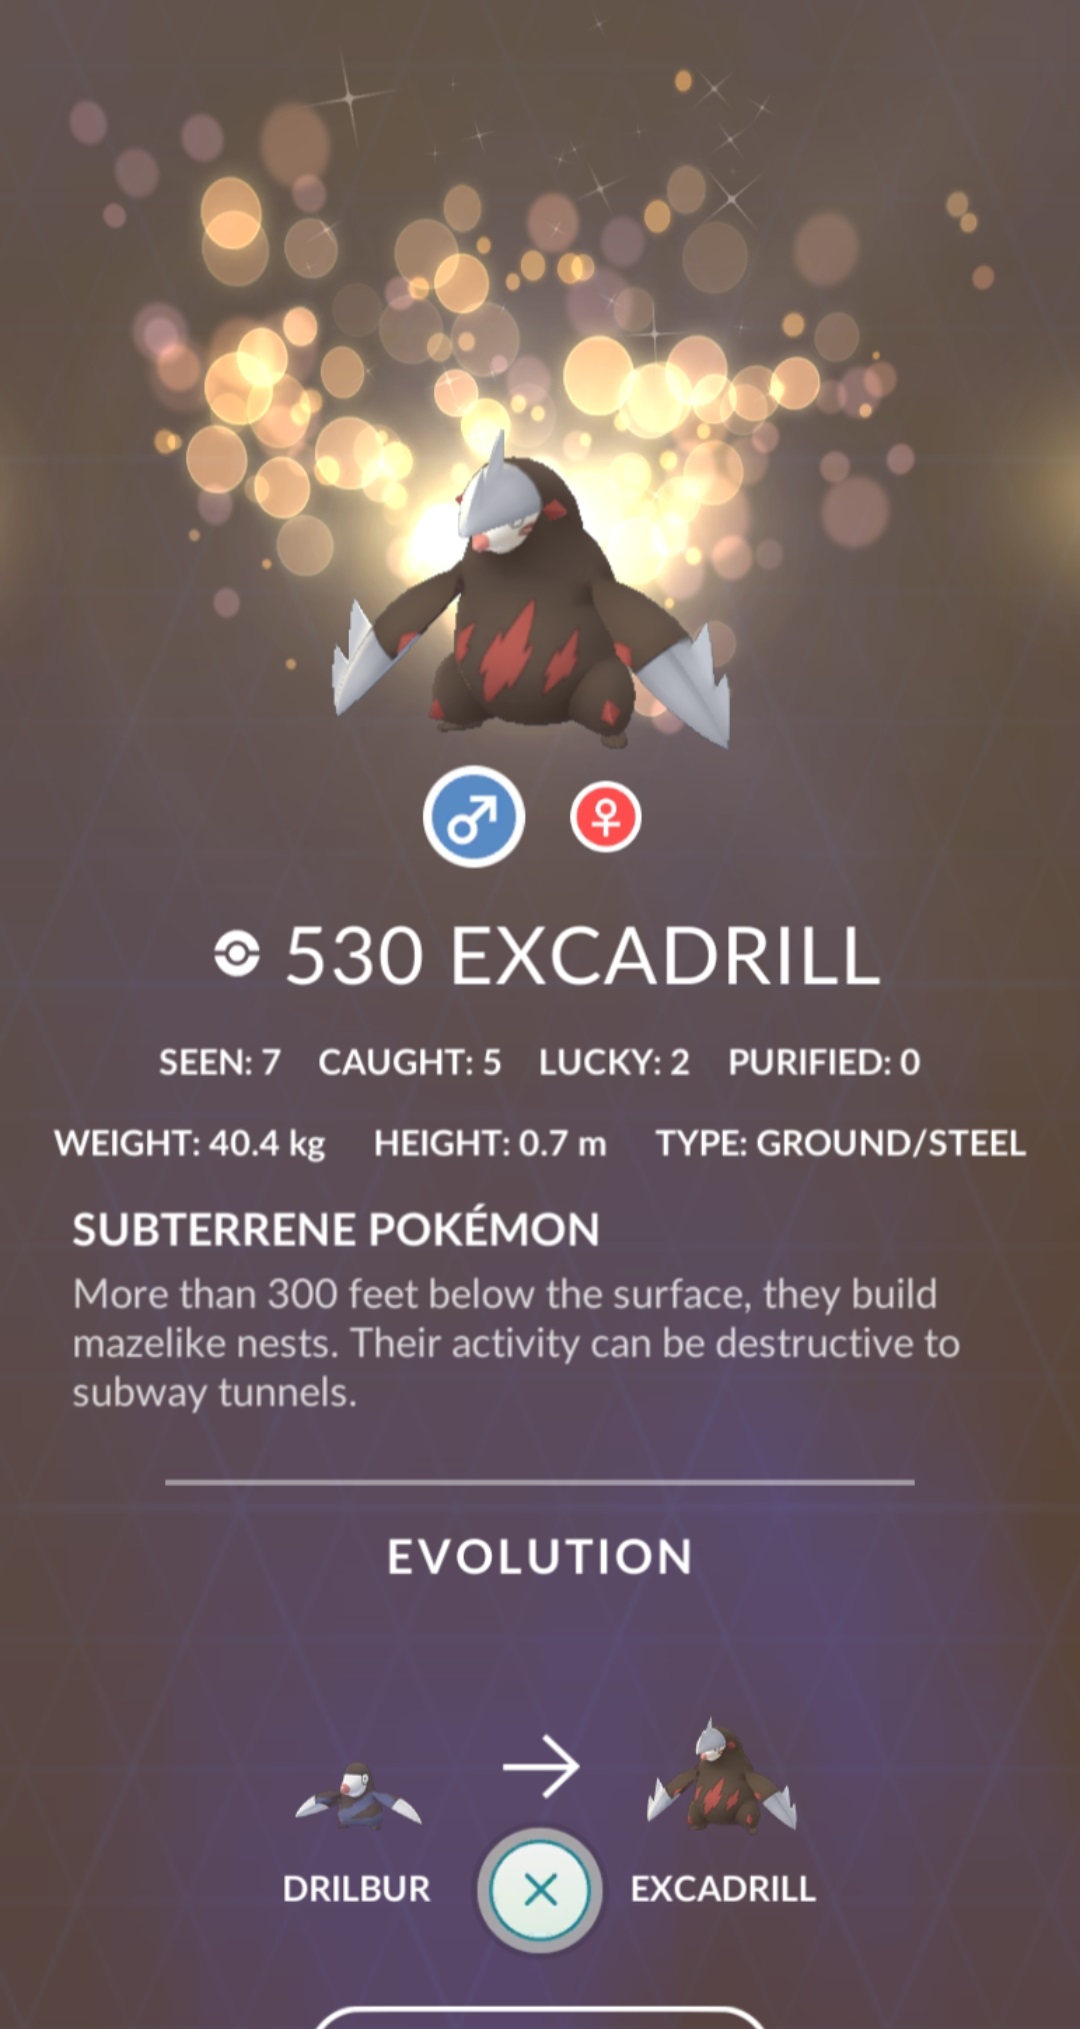 530 EXCADRILL
SEEN: 7 CAUGHT: 5 LUCKY: 2 PURIFIED: 0
WEIGHT: 40.4 kg HEIGHT: 0.7 m TYPE: GROUND/STEEL
SUBTERRENE POKÉMON
More than 300 feet below the surface, they build
mazelike nests. Their activity can be destructive to
subway tunnels.
EVOLUTION
DRILBUR EXCADRILL